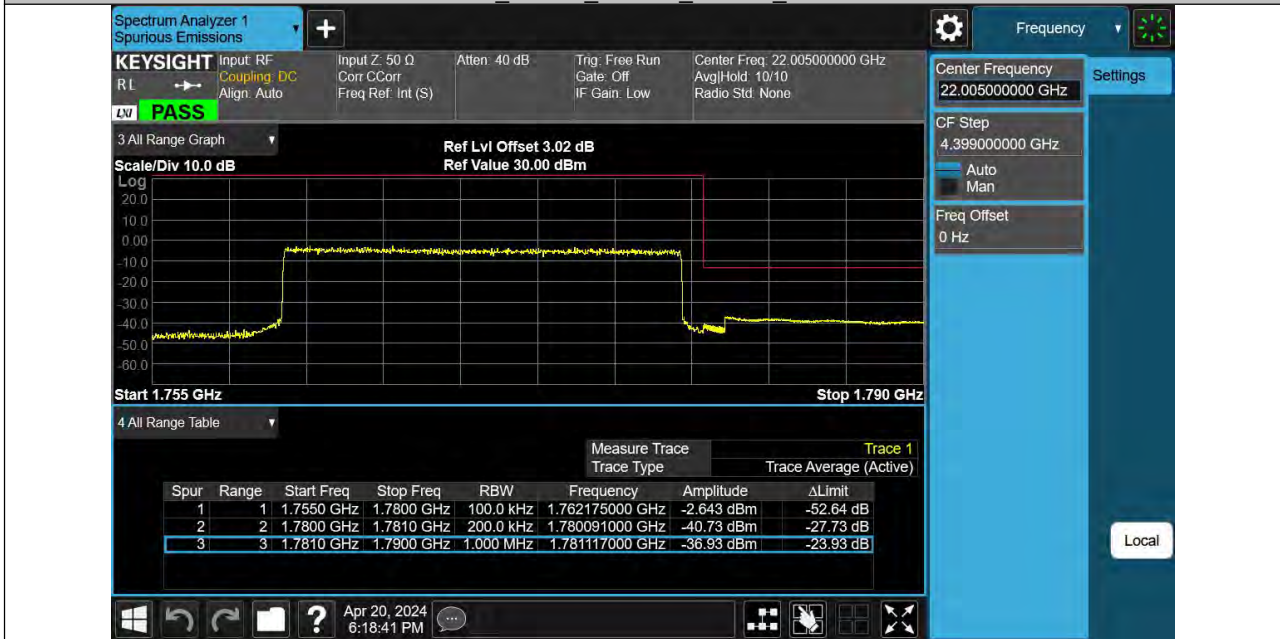 Spectrum Analyzer 1
Spurious Emissions
+
Frequency
KEYSIGHT
RL
LXI PASS
Input: RF
Coupling: DC
Align: Auto
Input Z: 50 Ω
Corr CCorr
Freq Ref: Int (S)
Atten: 40 dB
Trig: Free Run
Gate: Off
IF Gain: Low
Center Freq: 22.005000000 GHz
Avg|Hold: 10/10
Radio Std: None
Center Frequency
22.005000000 GHz
Settings
CF Step
4.399000000 GHz
Auto
Man
Freq Offset
0 Hz
3 All Range Graph
Ref Lvl Offset 3.02 dB
Scale/Div 10.0 dB
Ref Value 30.00 dBm
Log
20.0
10.0
0.00
-10.0
-20.0
-30.0
-40.0
-50.0
-60.0
Start 1.755 GHz
Stop 1.790 GHz
4 All Range Table
Measure Trace Trace 1
Trace Type Trace Average (Active)
Spur Range Start Freq Stop Freq RBW Frequency Amplitude ΔLimit
1 1 1.7550 GHz 1.7800 GHz 100.0 kHz 1.762175000 GHz -2.643 dBm -52.64 dB
2 2 1.7800 GHz 1.7810 GHz 200.0 kHz 1.780091000 GHz -40.73 dBm -27.73 dB
3 3 1.7810 GHz 1.7900 GHz 1.000 MHz 1.781117000 GHz -36.93 dBm -23.93 dB
Local
?
Apr 20, 2024
6:18:41 PM